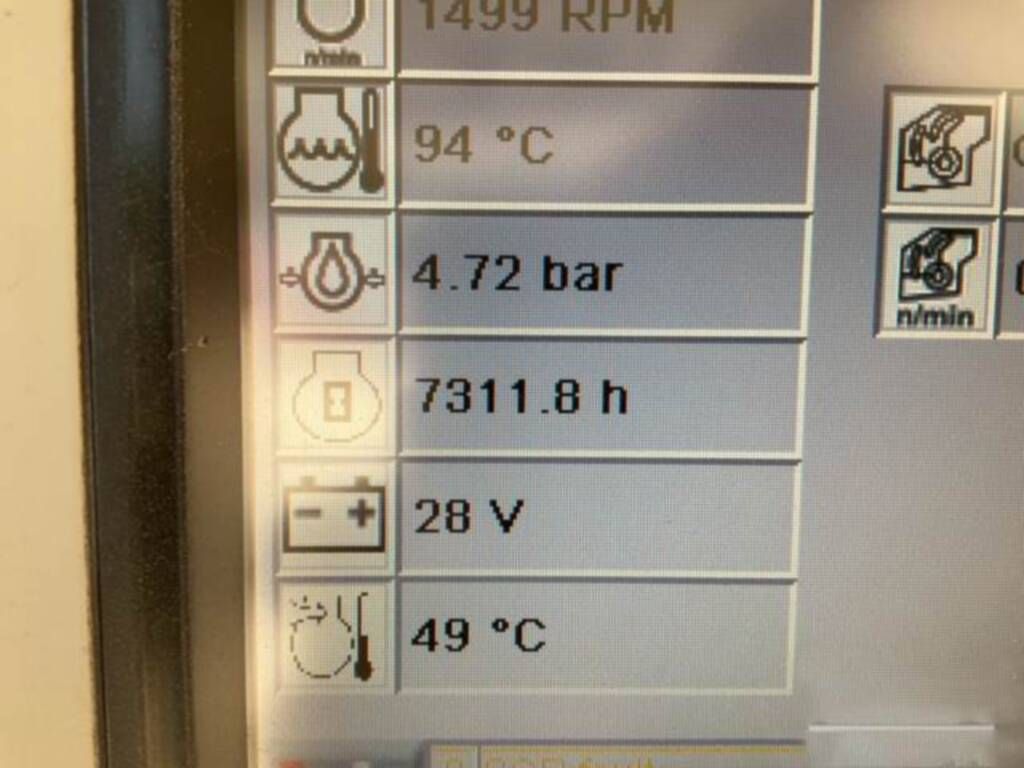 1499 RPM
n/min
94 °C
4.72 bar
n/min
7311.8 h
- +
28 V
49 °C